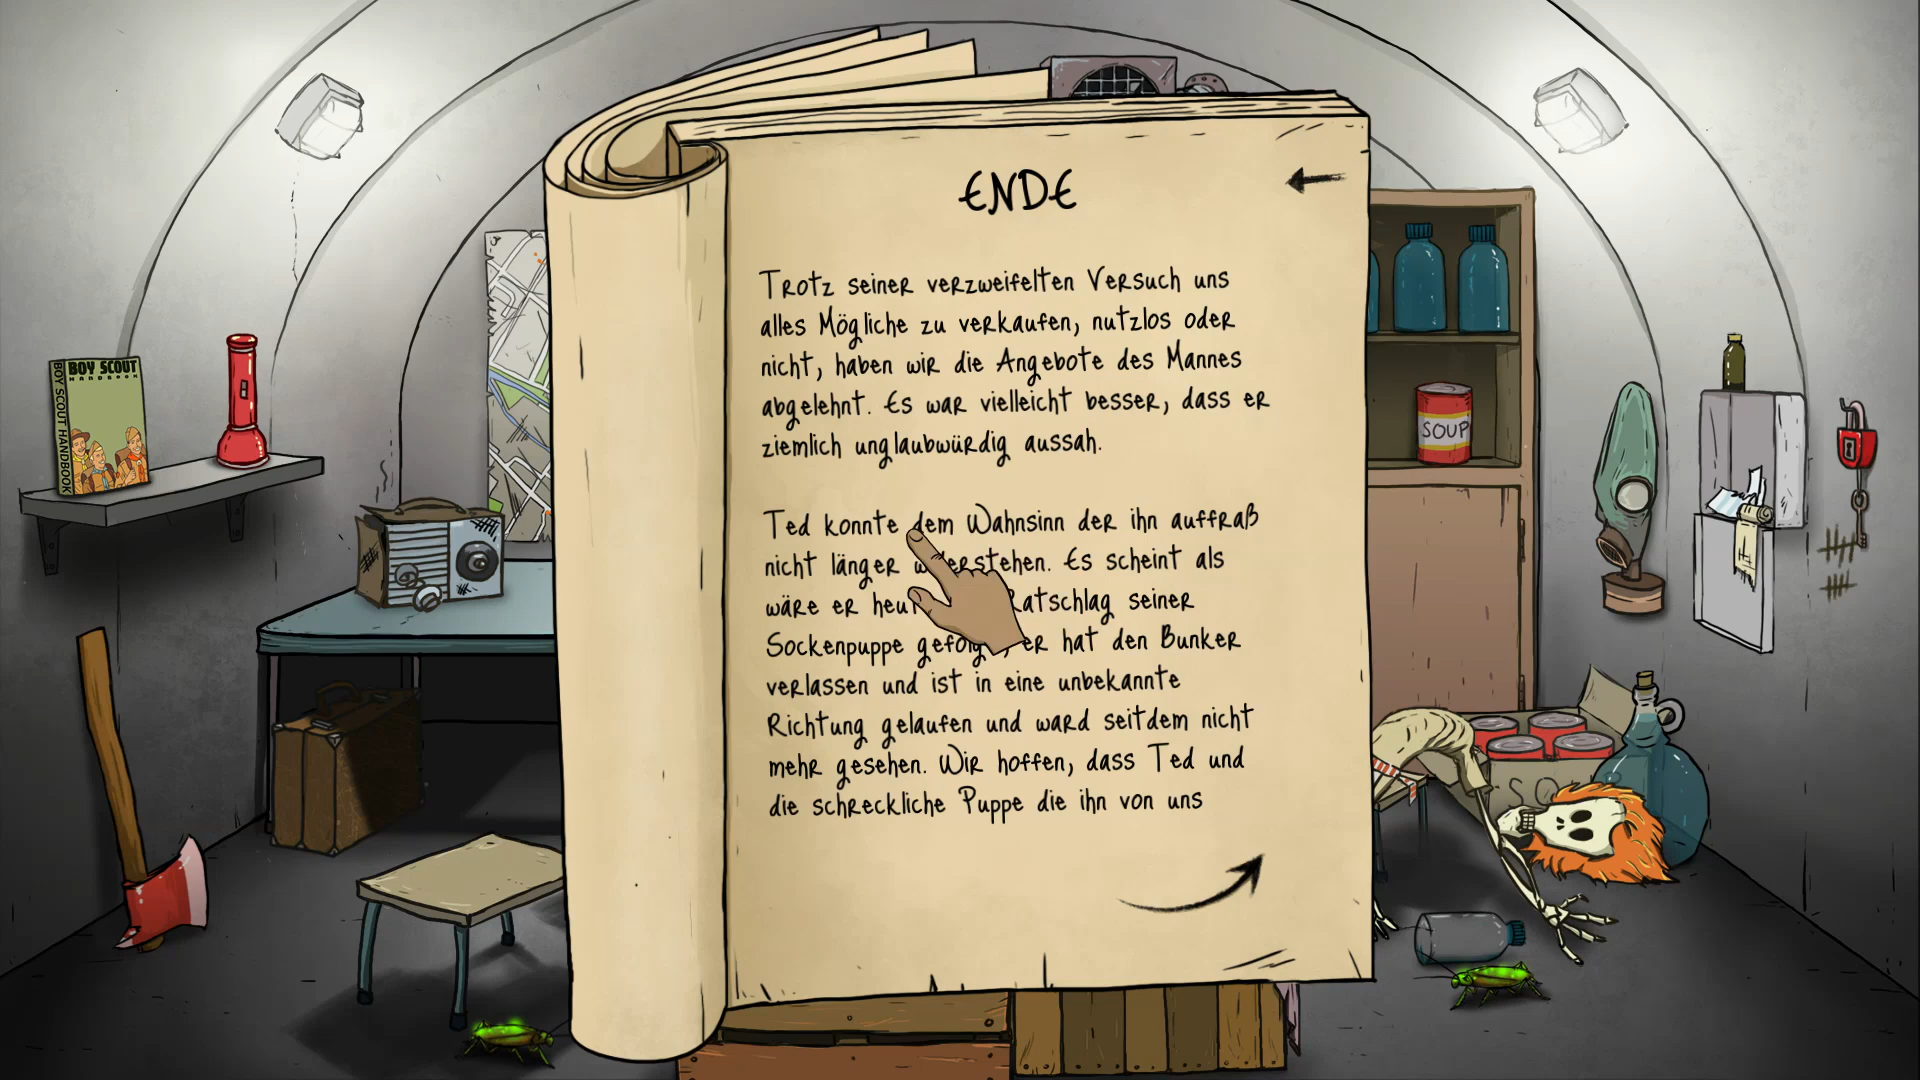 BOY SCOUT
HANDBOOK
BOY SCOUT HANDBOOK
ENDE
Trotz seiner verzweifelten Versuch uns
alles Mögliche zu verkaufen, nutzlos oder
nicht, haben wir die Angebote des Mannes
abgelehnt. Es war vielleicht besser, dass er
ziemlich unglaubwürdig aussah.
Ted konnte dem Wahnsinn der ihn auffraß
nicht länger widerstehen. Es scheint als
wäre er Ratschlag seiner
Sockenpuppe er hat den Bunker
verlassen und ist in eine unbekannte
Richtung gelaufen und ward seitdem nicht
mehr gesehen. Wir hoffen, dass Ted und
die schreckliche Puppe die ihn von uns
SOUP